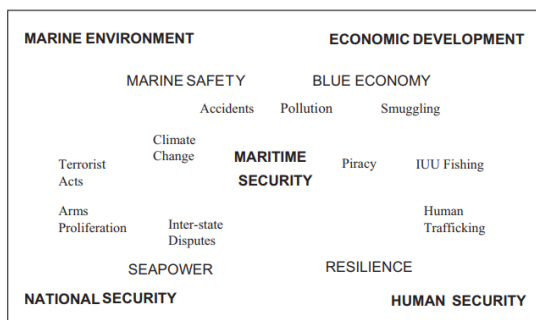 MARINE ENVIRONMENT ECONOMIC DEVELOPMENT
MARINE SAFETY BLUE ECONOMY
Accidents Pollution Smuggling
Climate
Change
MARITIME
SECURITY
Piracy IUU Fishing
Terrorist
Acts
Arms
Proliferation
Inter-state
Disputes
Human
Trafficking
SEAPOWER RESILIENCE
NATIONAL SECURITY HUMAN SECURITY